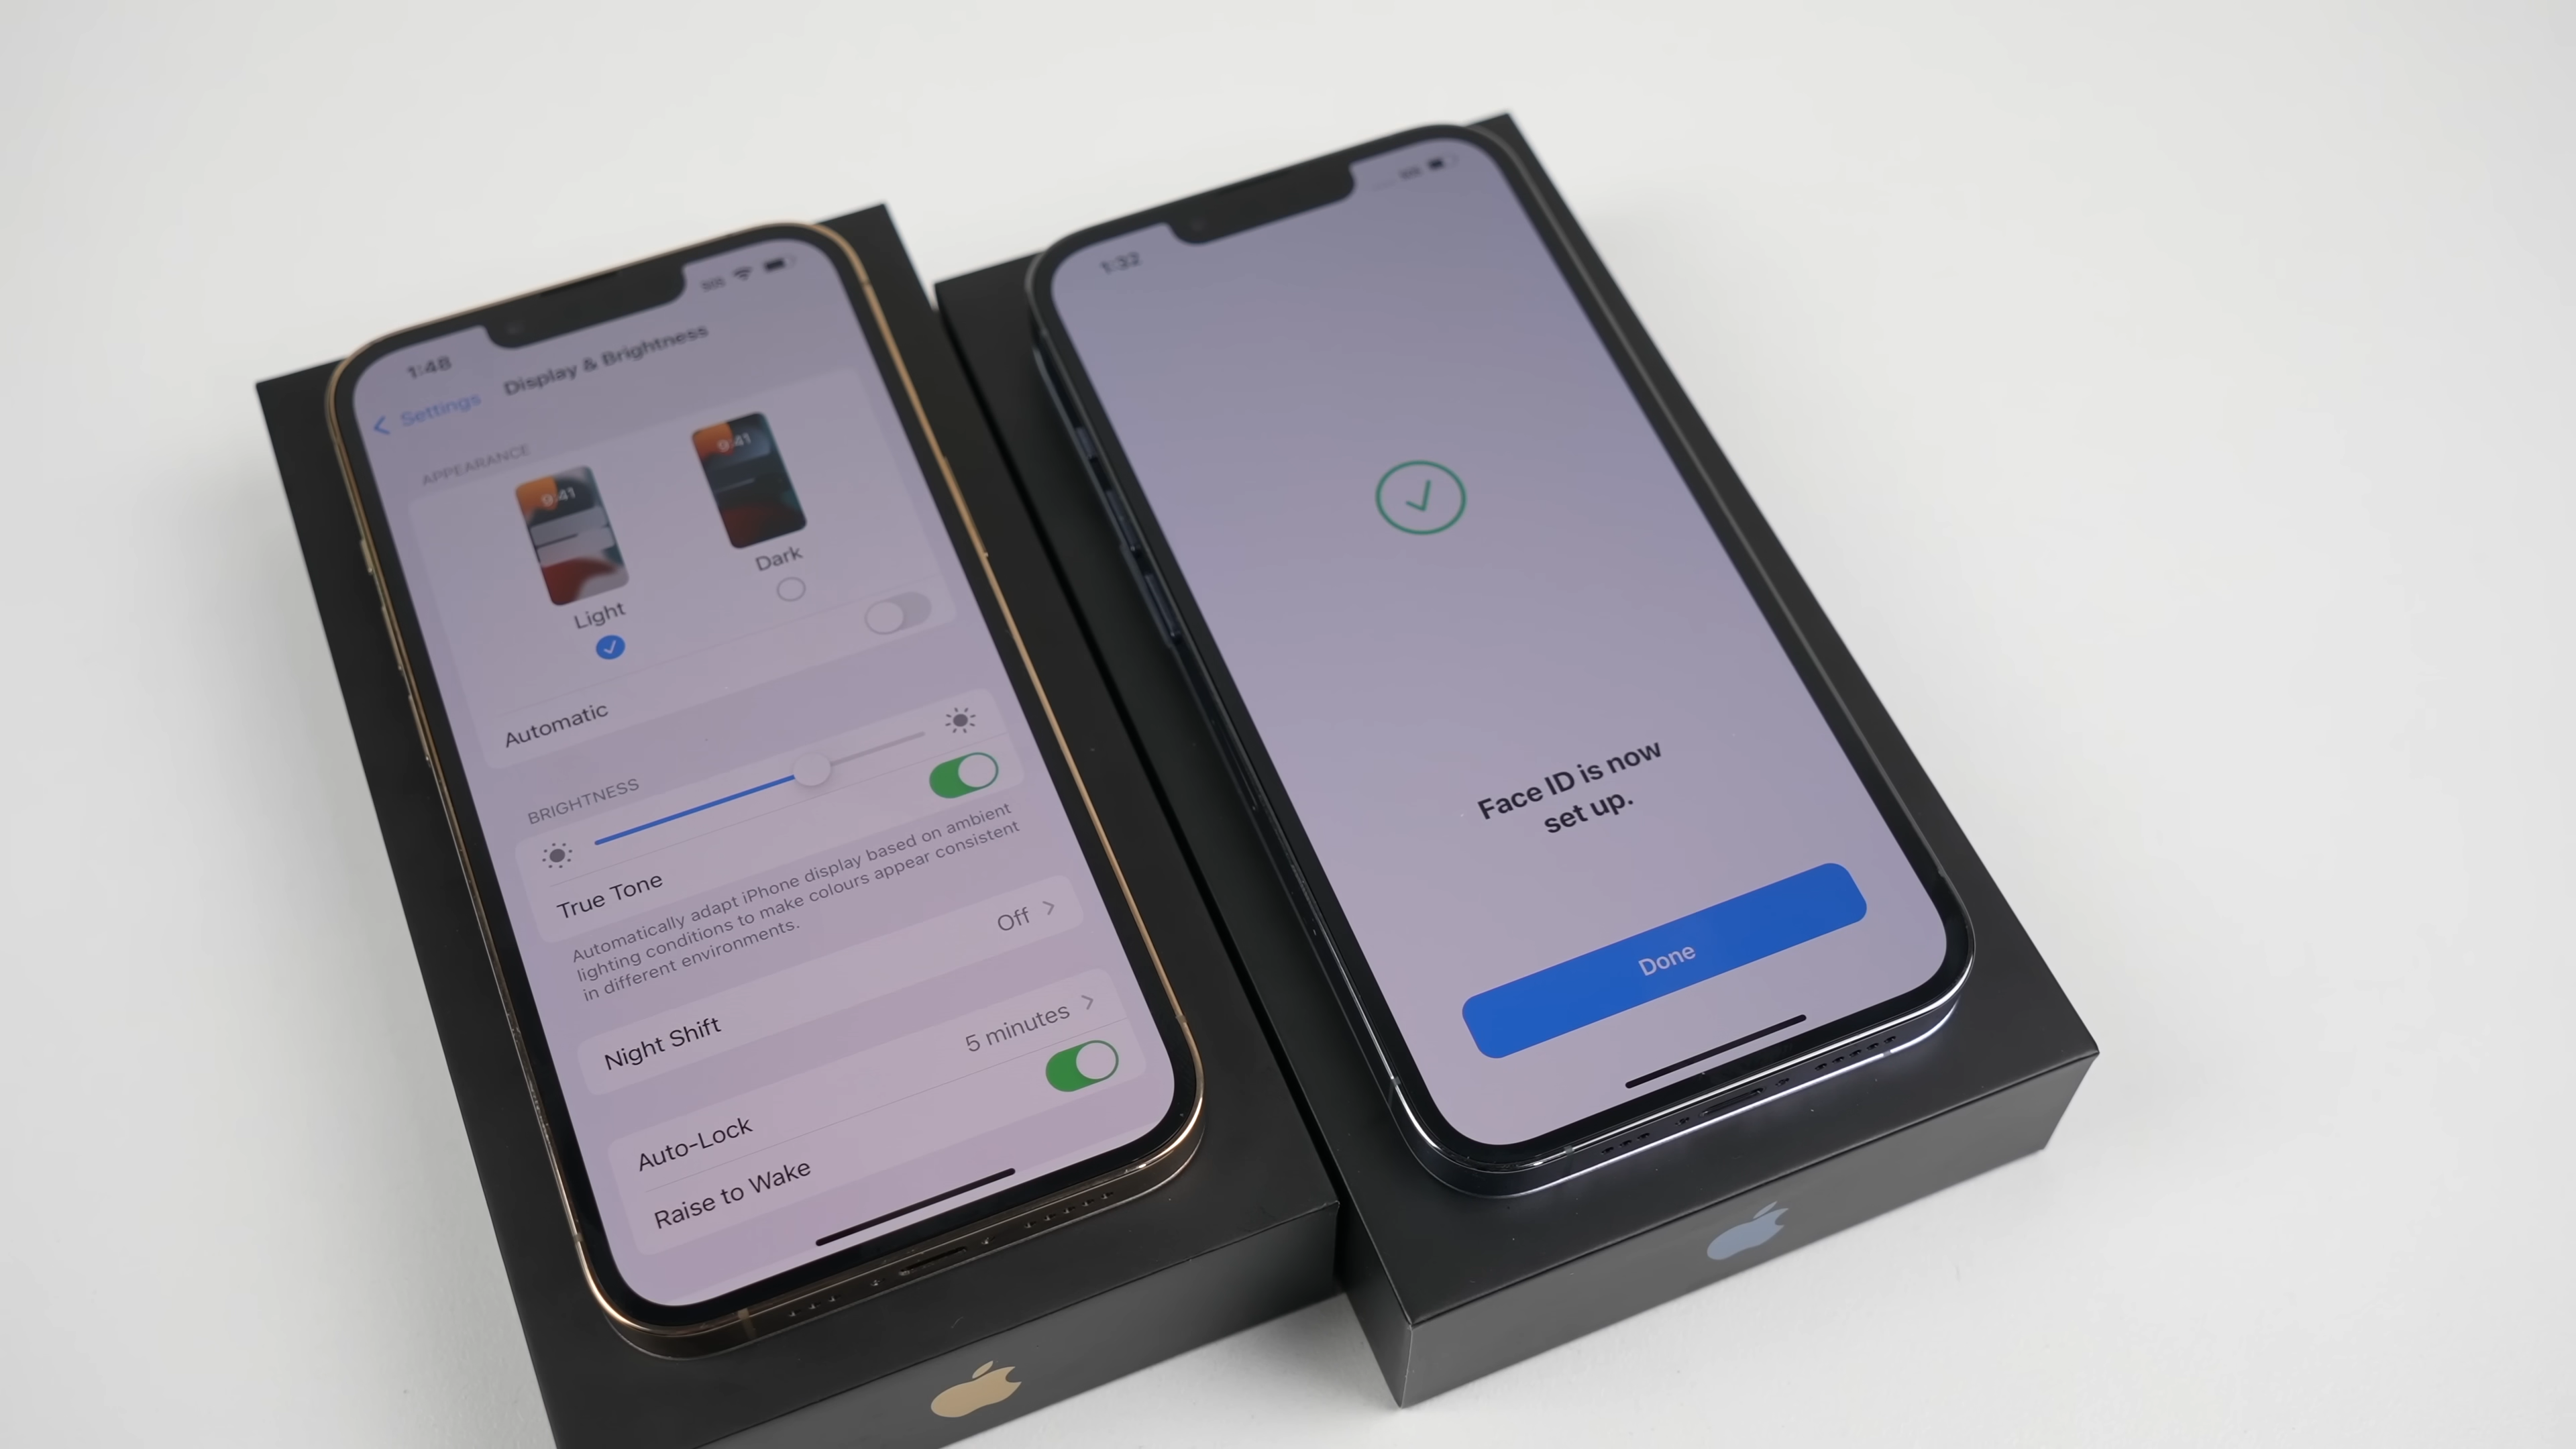 1:48
Settings
Display & Brightness
APPEARANCE
9:41
9:41
Light
Dark
Automatic
BRIGHTNESS
True Tone
Automatically adapt iPhone display based on ambient
lighting conditions to make colours appear consistent
in different environments.
Night Shift
Off
Auto-Lock
5 minutes
Raise to Wake
1:32
Face ID is now
set up.
Done